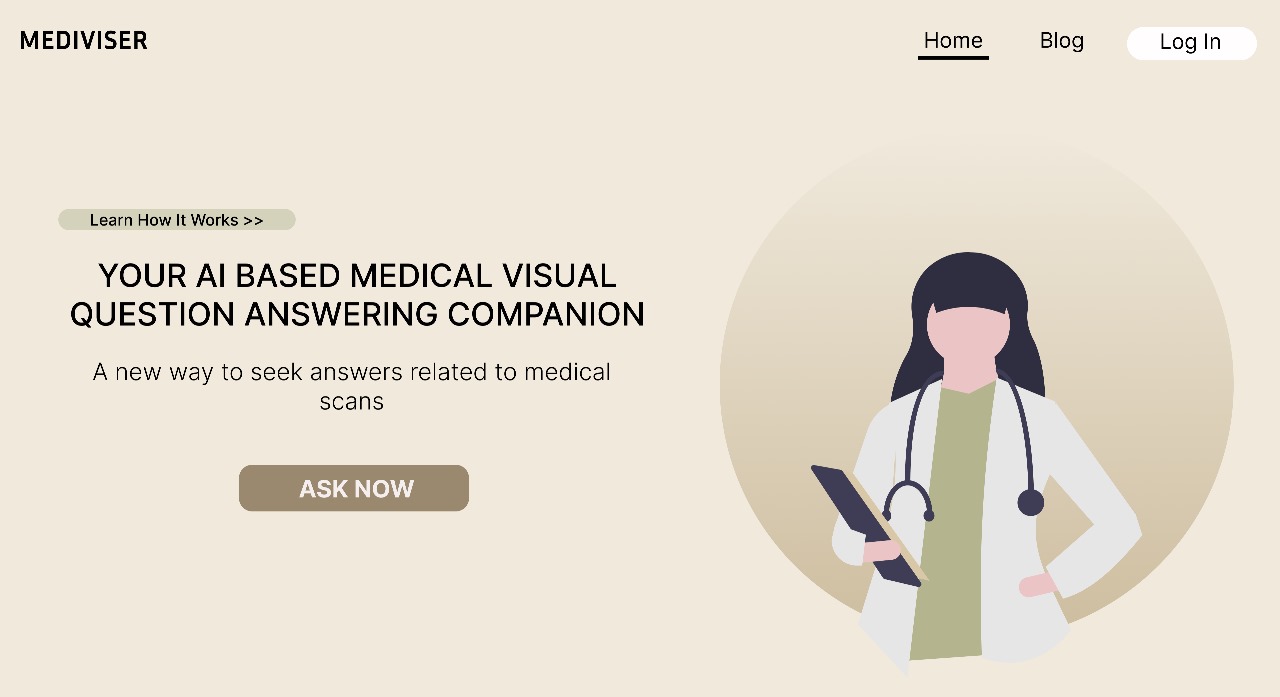 MEDIVISER
Home
Blog
Log In
Learn How It Works >>
YOUR AI BASED MEDICAL VISUAL
QUESTION ANSWERING COMPANION
A new way to seek answers related to medical
scans
ASK NOW